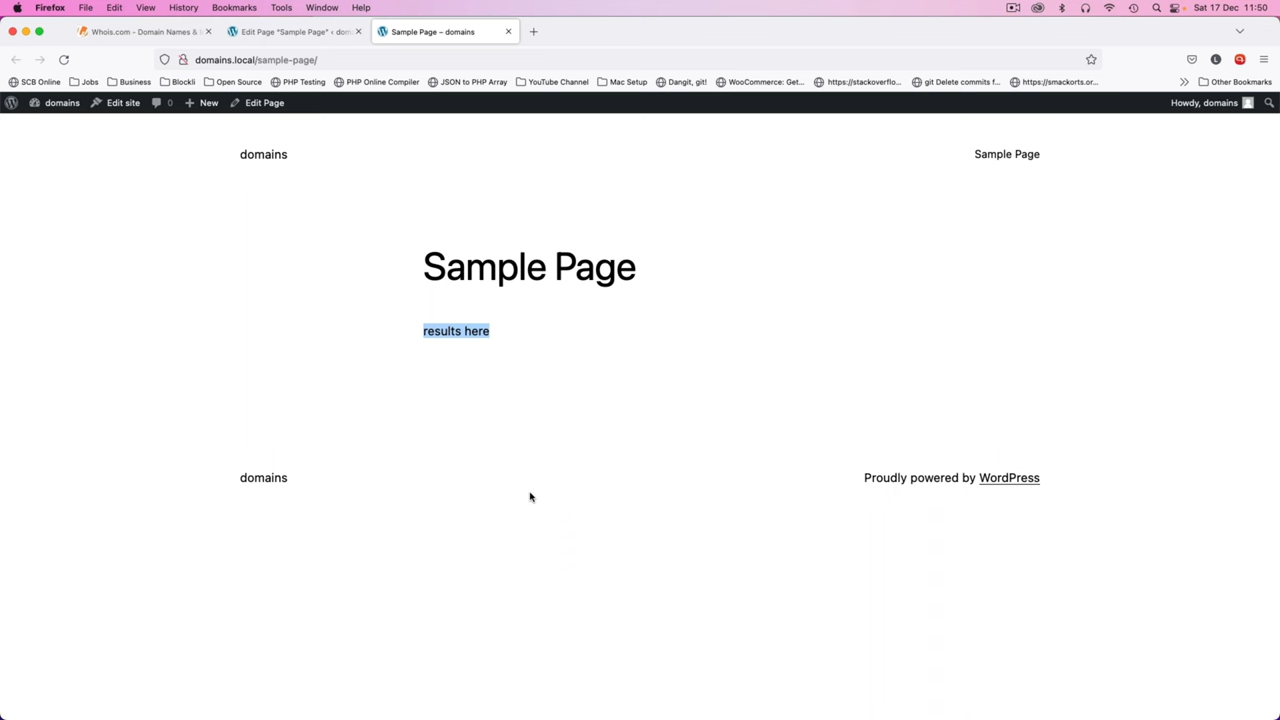 Firefox File Edit View History Bookmarks Tools Window Help Sat 17 Dec 11:50
Whois.com - Domain Names & Edit Page “Sample Page” ‹ dom Sample Page – domains
domains.local/sample-page/
SCB Online Jobs Business Blockli Open Source PHP Testing PHP Online Compiler JSON to PHP Array YouTube Channel Mac Setup Dangit, git! WooCommerce: Get... https://stackoverflo... git Delete commits f... https://smackorts.or... Other Bookmarks
domains Edit site 0 New Edit Page Howdy, domains
domains Sample Page
Sample Page
results here
domains Proudly powered by WordPress